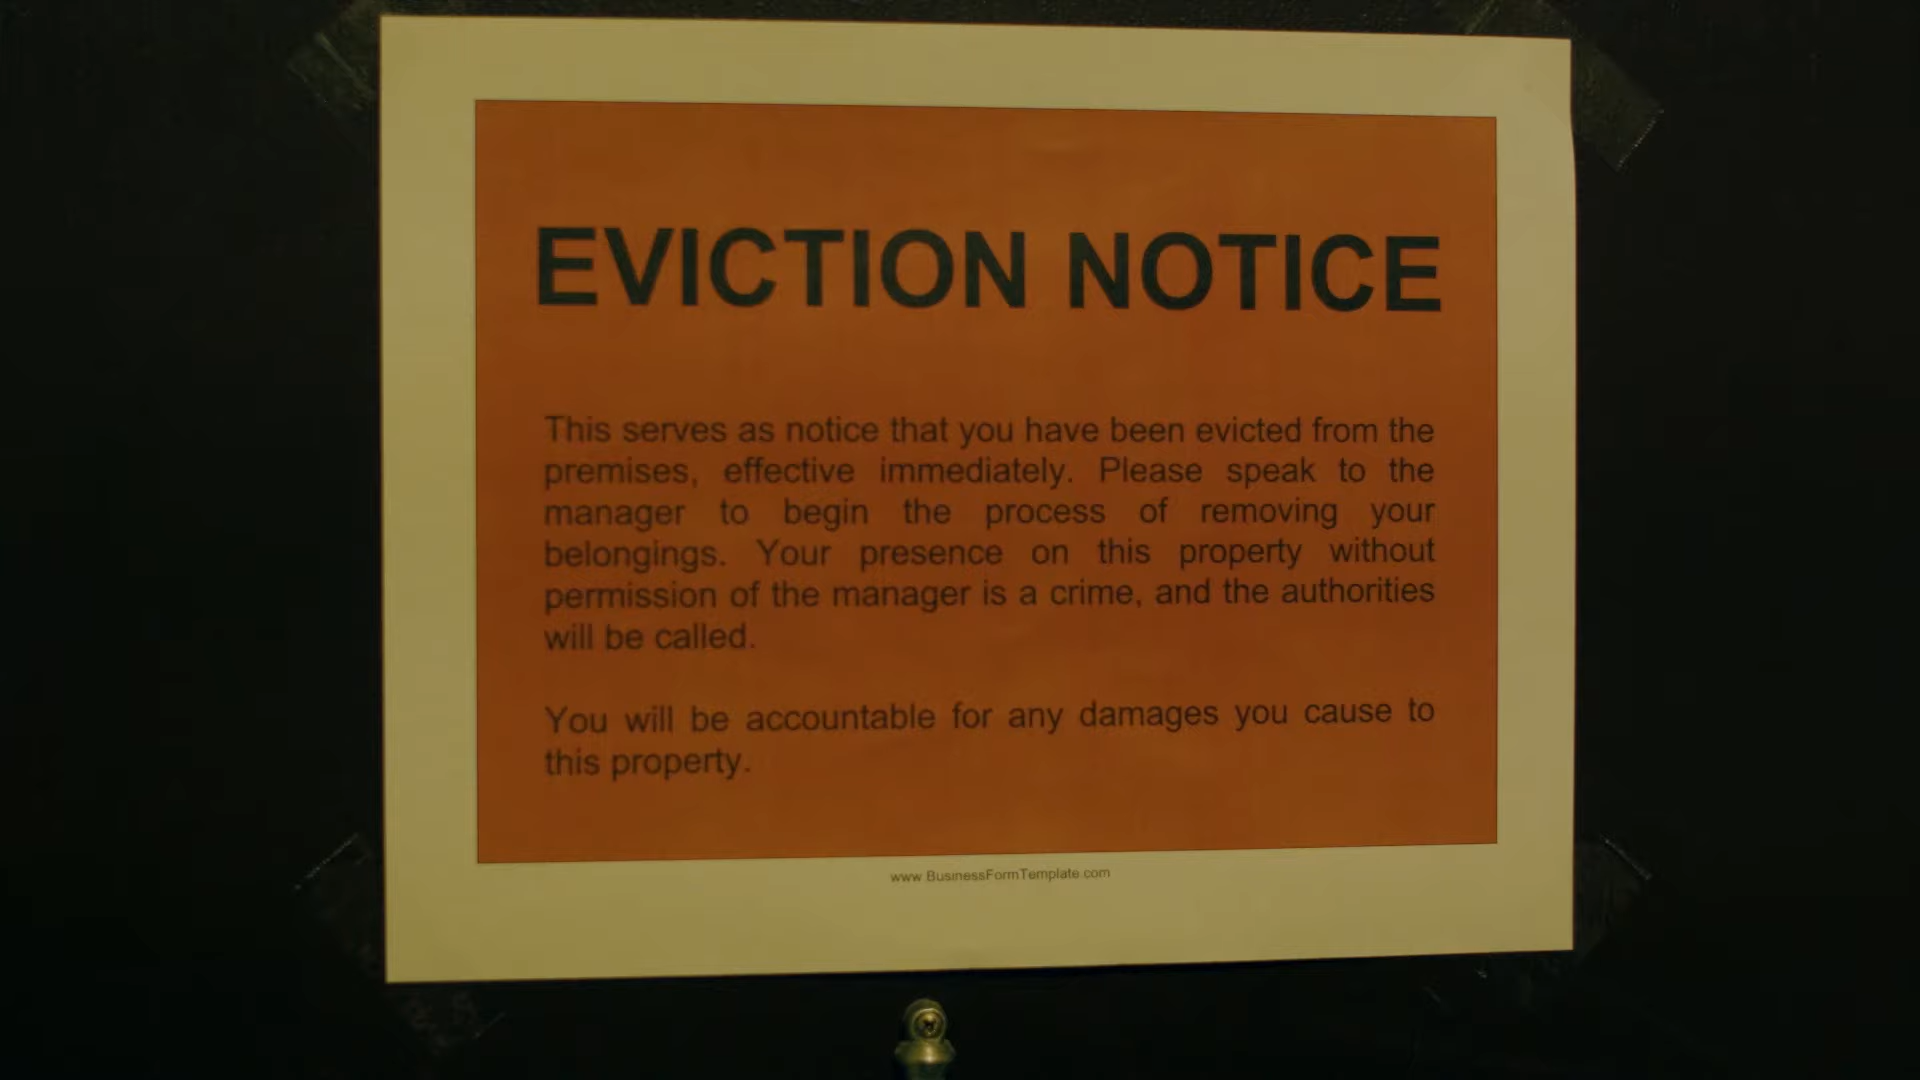 EVICTION NOTICE
This serves as notice that you have been evicted from the
premises, effective immediately. Please speak to the
manager to begin the process of removing your
belongings. Your presence on this property without
permission of the manager is a crime, and the authorities
will be called.
You will be accountable for any damages you cause to
this property.
www.BusinessFormTemplate.com